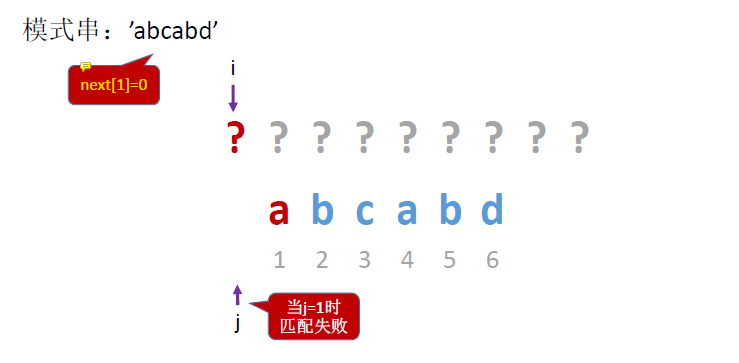 模式串：’abcabd’
next[1]=0
i
? ? ? ? ? ? ? ? ?
a b c a b d
1 2 3 4 5 6
j
当j=1时
匹配失败